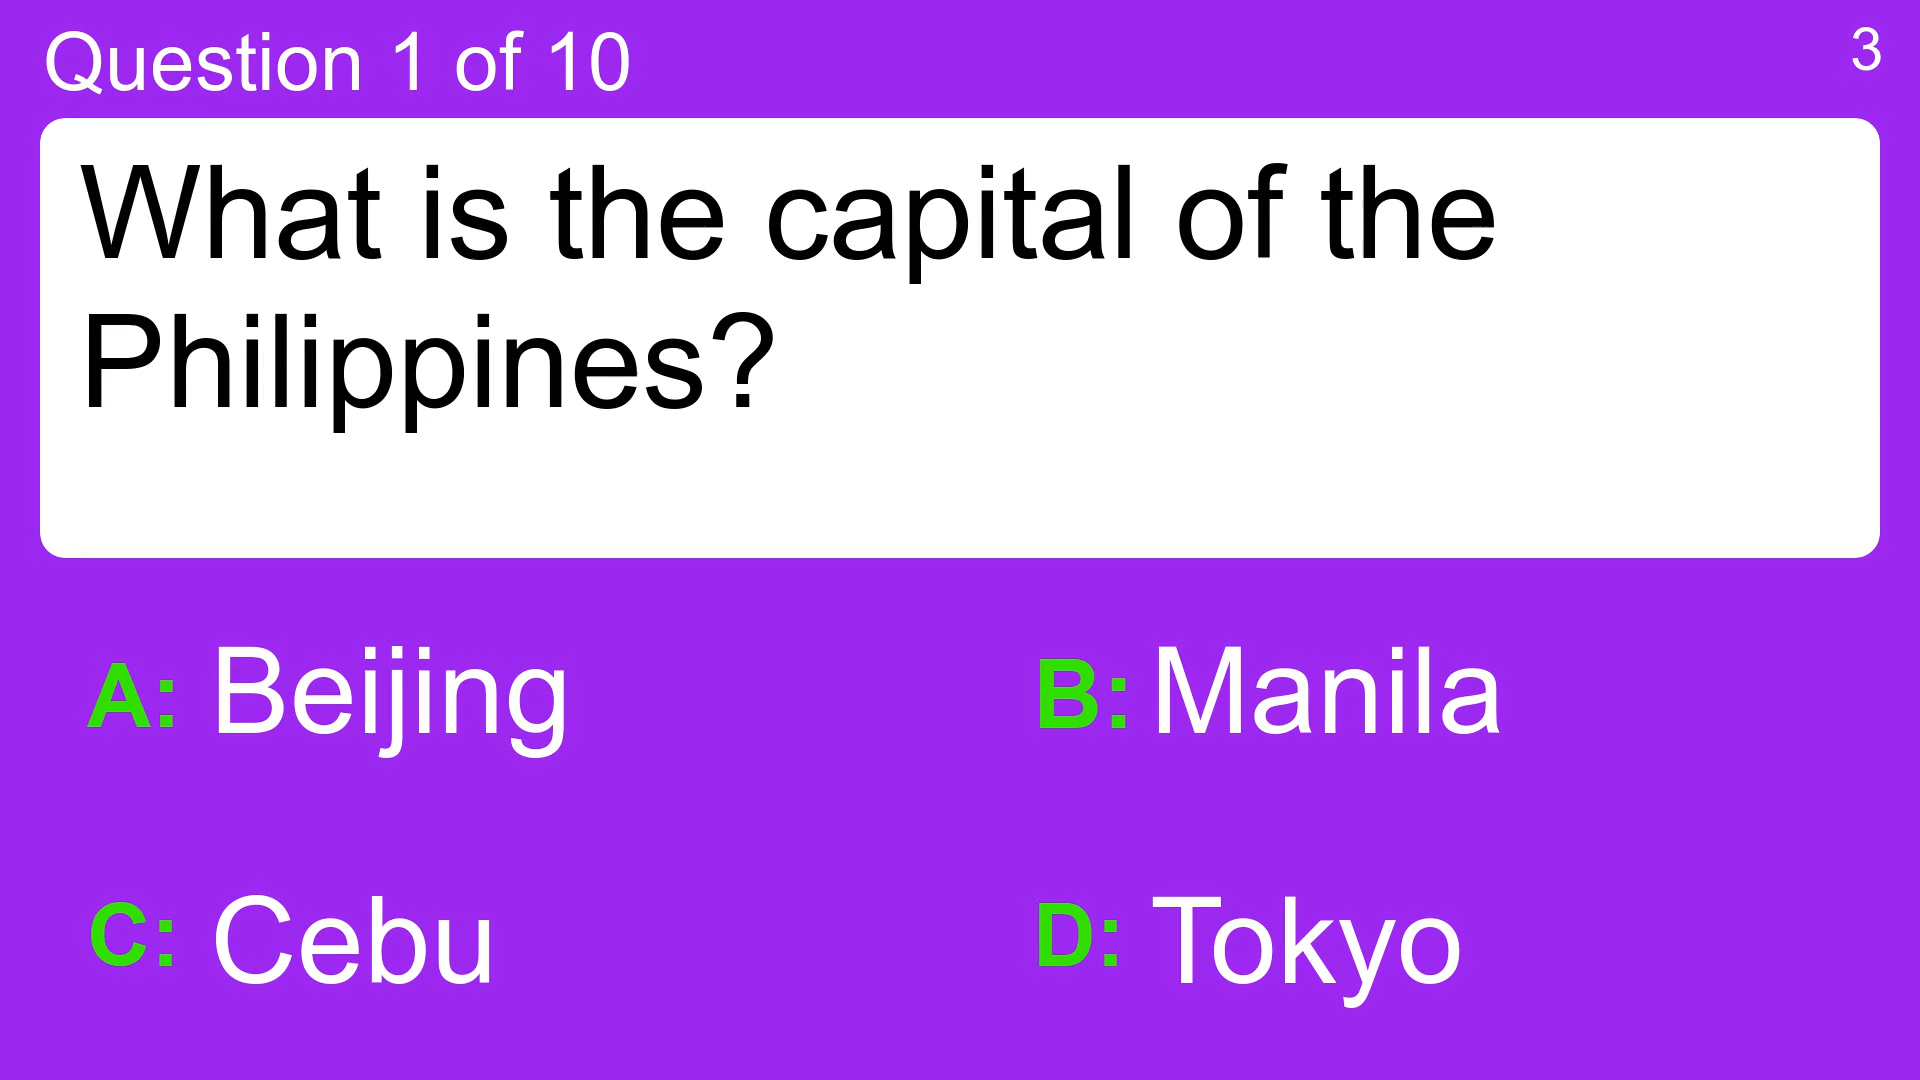 Question 1 of 10
3
What is the capital of the
Philippines?
A: Beijing
B: Manila
C: Cebu
D: Tokyo